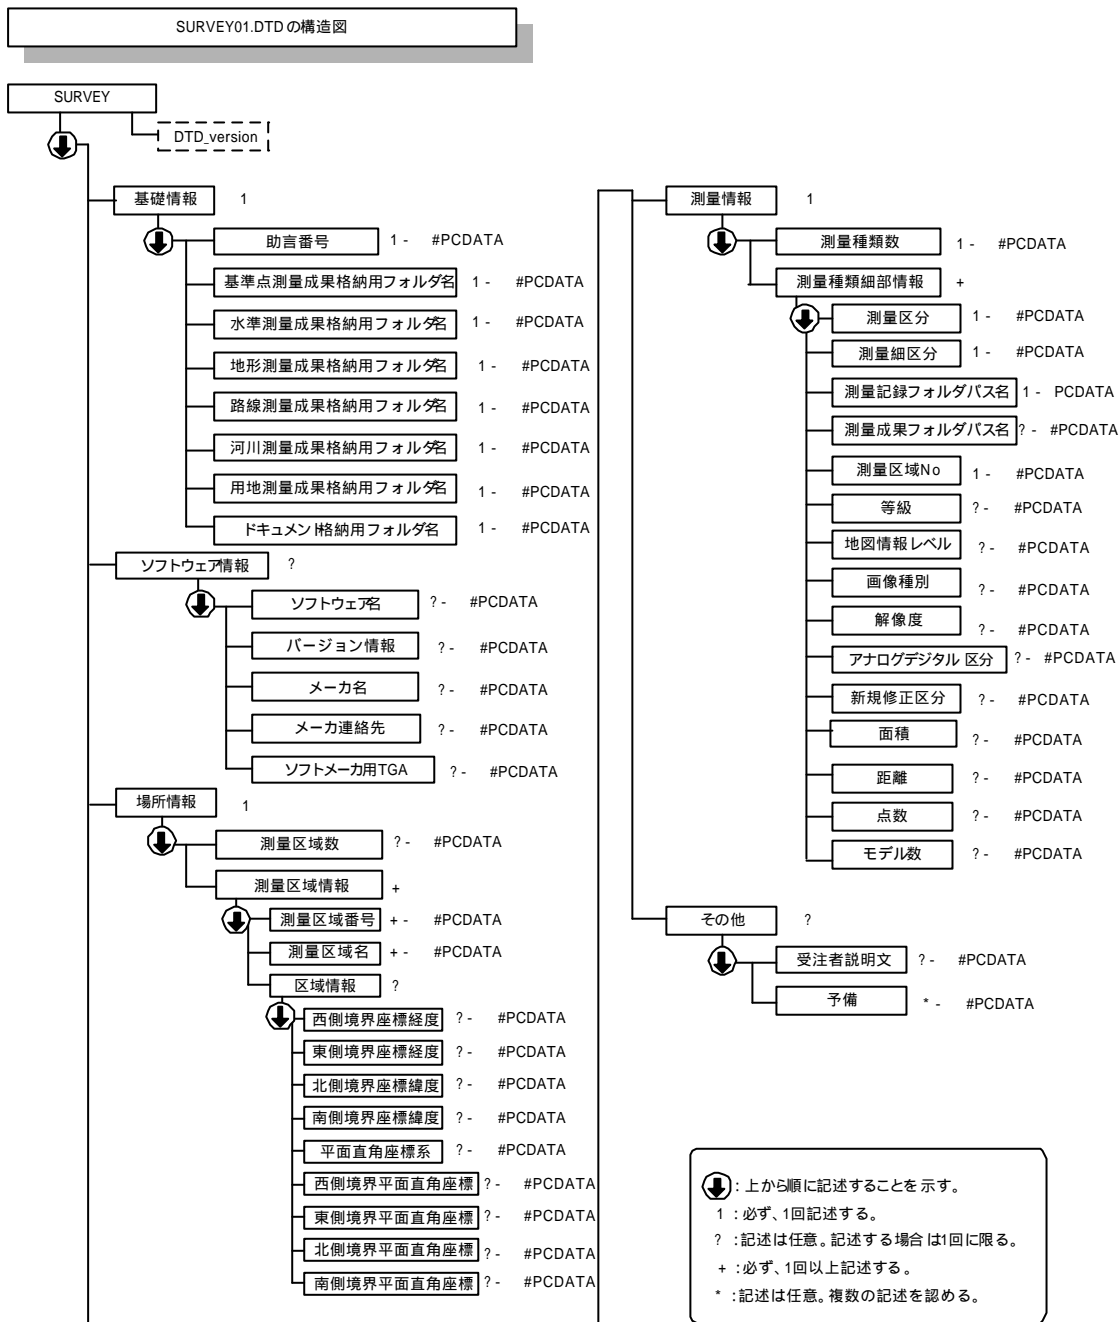 SURVEY01.DTDの構造図
SURVEY
DTD_version
基礎情報 1
助言番号 1 - #PCDATA
基準点測量成果格納用フォルダ名 1 - #PCDATA
水準測量成果格納用フォルダ名 1 - #PCDATA
地形測量成果格納用フォルダ名 1 - #PCDATA
路線測量成果格納用フォルダ名 1 - #PCDATA
河川測量成果格納用フォルダ名 1 - #PCDATA
用地測量成果格納用フォルダ名 1 - #PCDATA
ドキュメント格納用フォルダ名 1 - #PCDATA
ソフトウェア情報 ?
ソフトウェア名 ? - #PCDATA
バージョン情報 ? - #PCDATA
メーカ名 ? - #PCDATA
メーカ連絡先 ? - #PCDATA
ソフトメーカ用TGA ? - #PCDATA
場所情報 1
測量区域数 ? - #PCDATA
測量区域情報 +
測量区域番号 + - #PCDATA
測量区域名 + - #PCDATA
区域情報 ?
西側境界座標経度 ? - #PCDATA
東側境界座標経度 ? - #PCDATA
北側境界座標緯度 ? - #PCDATA
南側境界座標緯度 ? - #PCDATA
平面直角座標系 ? - #PCDATA
西側境界平面直角座標 ? - #PCDATA
東側境界平面直角座標 ? - #PCDATA
北側境界平面直角座標 ? - #PCDATA
南側境界平面直角座標 ? - #PCDATA
測量情報 1
測量種類数 1 - #PCDATA
測量種類細部情報 +
測量区分 1 - #PCDATA
測量細区分 1 - #PCDATA
測量記録フォルダパス名 1 - PCDATA
測量成果フォルダパス名 ? - #PCDATA
測量区域No 1 - #PCDATA
等級 ? - #PCDATA
地図情報レベル ? - #PCDATA
画像種別 ? - #PCDATA
解像度 ? - #PCDATA
アナログデジタル区分 ? - #PCDATA
新規修正区分 ? - #PCDATA
面積 ? - #PCDATA
距離 ? - #PCDATA
点数 ? - #PCDATA
モデル数 ? - #PCDATA
その他 ?
受注者説明文 ? - #PCDATA
予備 * - #PCDATA
：上から順に記述することを示す。
1 ：必ず、1回記述する。
? ：記述は任意。記述する場合は1回に限る。
+ ：必ず、1回以上記述する。
* ：記述は任意。複数の記述を認める。